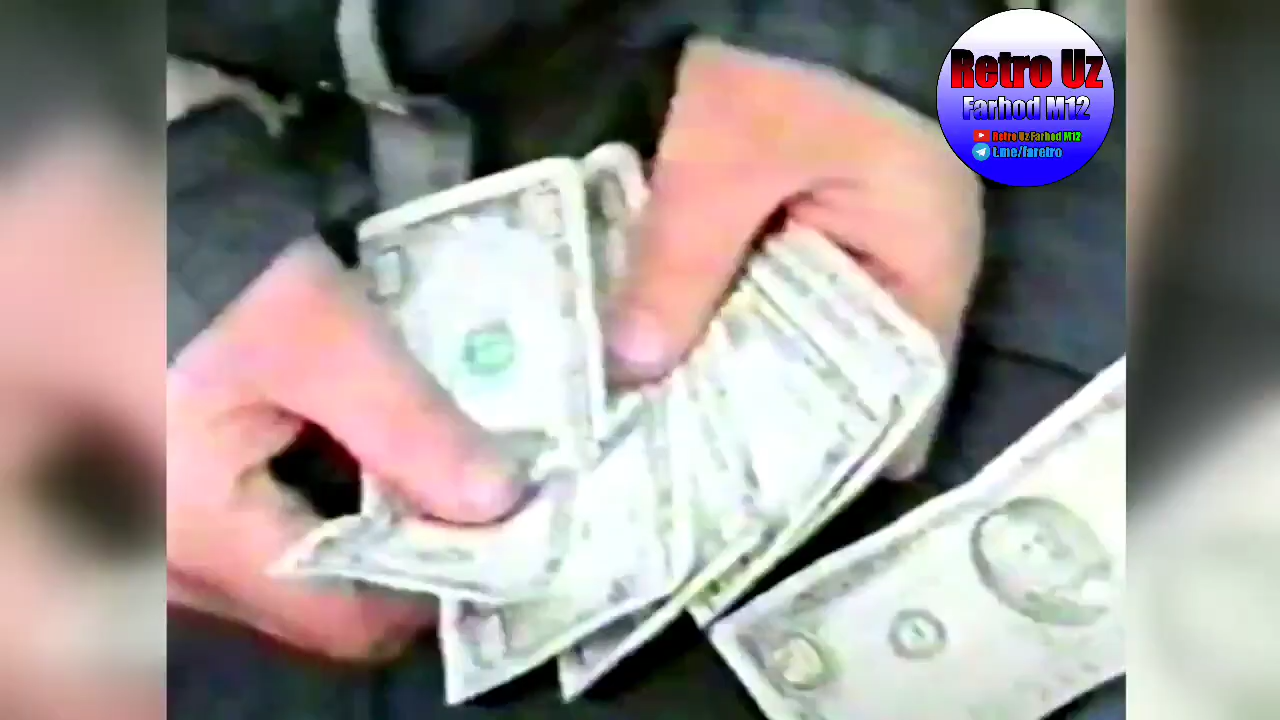 Retro Uz
Farhod M12
Retro Uz Farhod M12
t.me/faretro